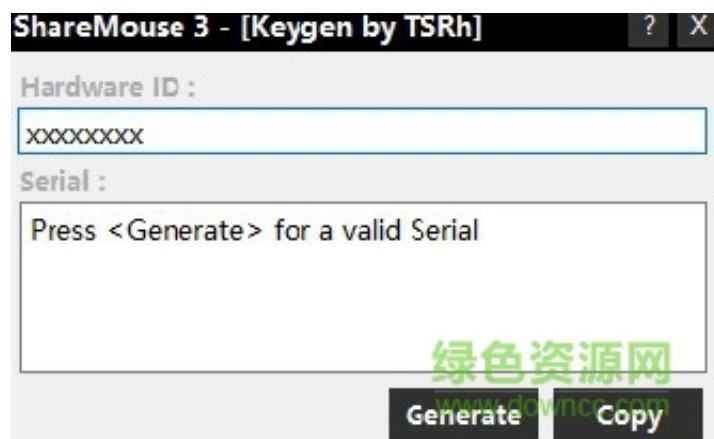 ShareMouse 3 - [Keygen by TSRh] ? X
Hardware ID :
xxxxxxxx
Serial :
Press <Generate> for a valid Serial
绿色资源网
www.downcc.com
Generate Copy